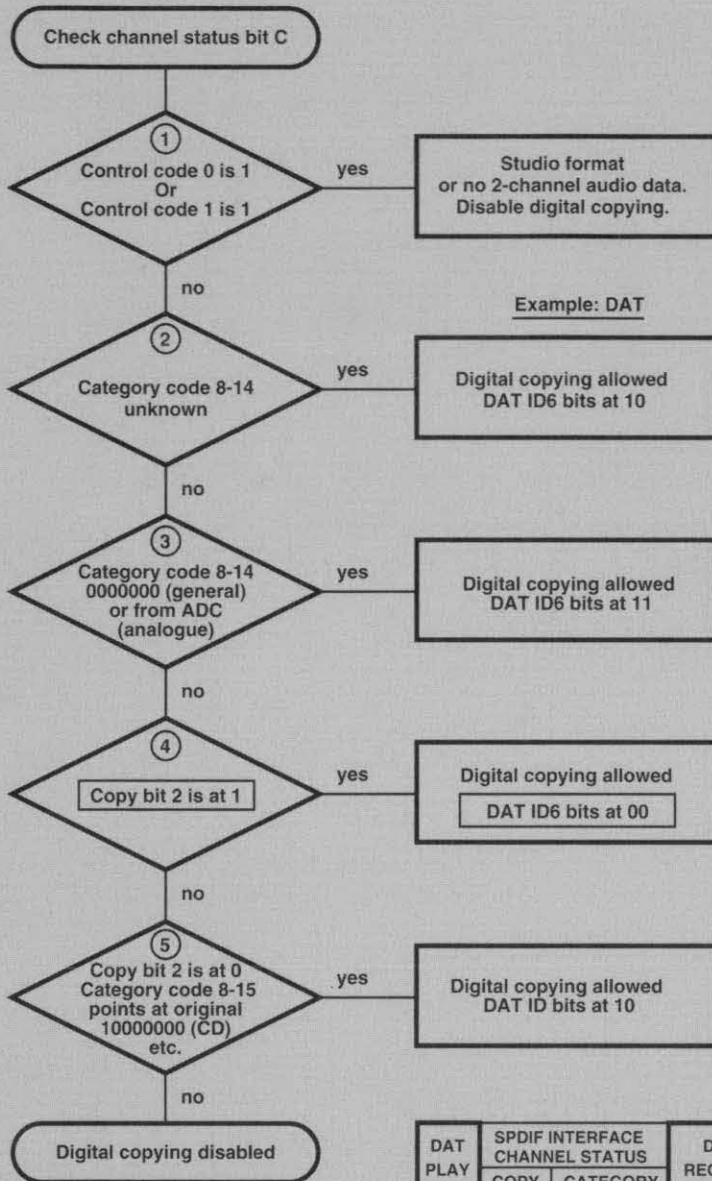 Check channel status bit C
1
Control code 0 is 1
Or
Control code 1 is 1
yes
Studio format
or no 2-channel audio data.
Disable digital copying.
no
Example: DAT
2
Category code 8-14
unknown
yes
Digital copying allowed
DAT ID6 bits at 10
no
3
Category code 8-14
0000000 (general)
or from ADC
(analogue)
yes
Digital copying allowed
DAT ID6 bits at 11
no
4
Copy bit 2 is at 1
yes
Digital copying allowed
DAT ID6 bits at 00
no
5
Copy bit 2 is at 0
Category code 8-15
points at original
10000000 (CD)
etc.
yes
Digital copying allowed
DAT ID bits at 10
no
Digital copying disabled
DAT
PLAY
SPDIF INTERFACE
CHANNEL STATUS